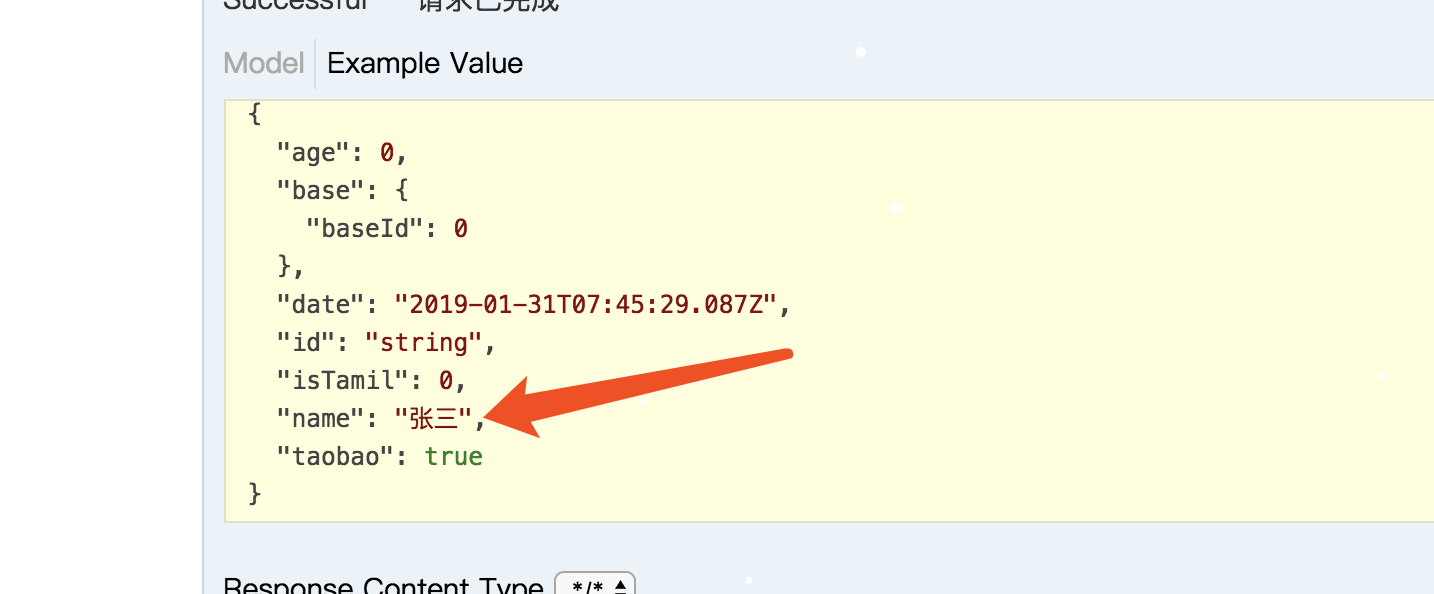 Successful 请求已完成
Model Example Value
{
"age": 0,
"base": {
"baseId": 0
},
"date": "2019-01-31T07:45:29.087Z",
"id": "string",
"isTamil": 0,
"name": "张三",
"taobao": true
}
Response Content Type */*